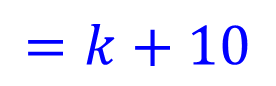 = k + 10